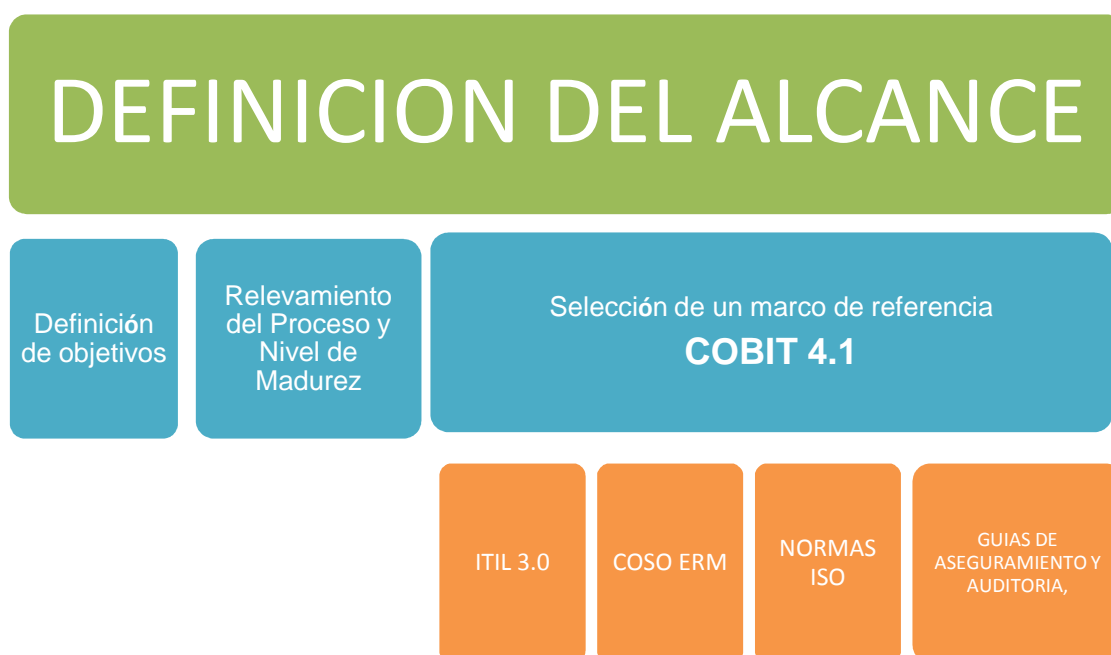 DEFINICION DEL ALCANCE
Definición
de objetivos
Relevamiento
del Proceso y
Nivel de
Madurez
Selección de un marco de referencia
COBIT 4.1
ITIL 3.0
COSO ERM
NORMAS
ISO
GUIAS DE
ASEGURAMIENTO Y
AUDITORIA,